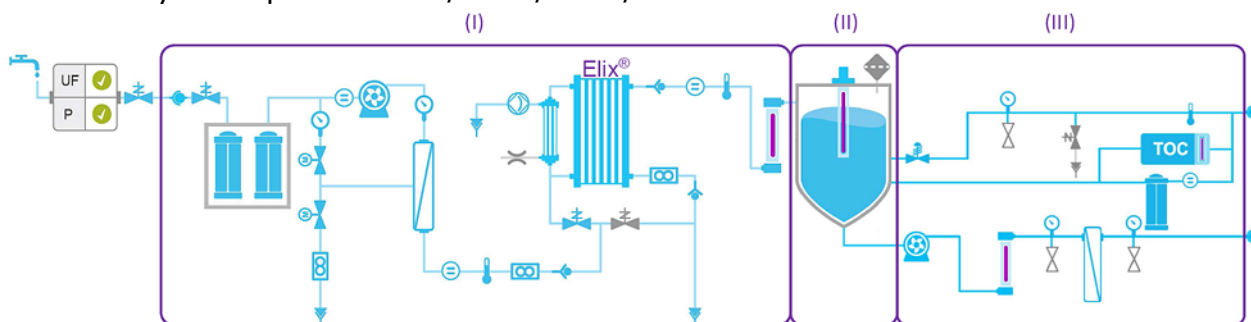 (I)
(II)
(III)
Elix®
UF
P
TOC